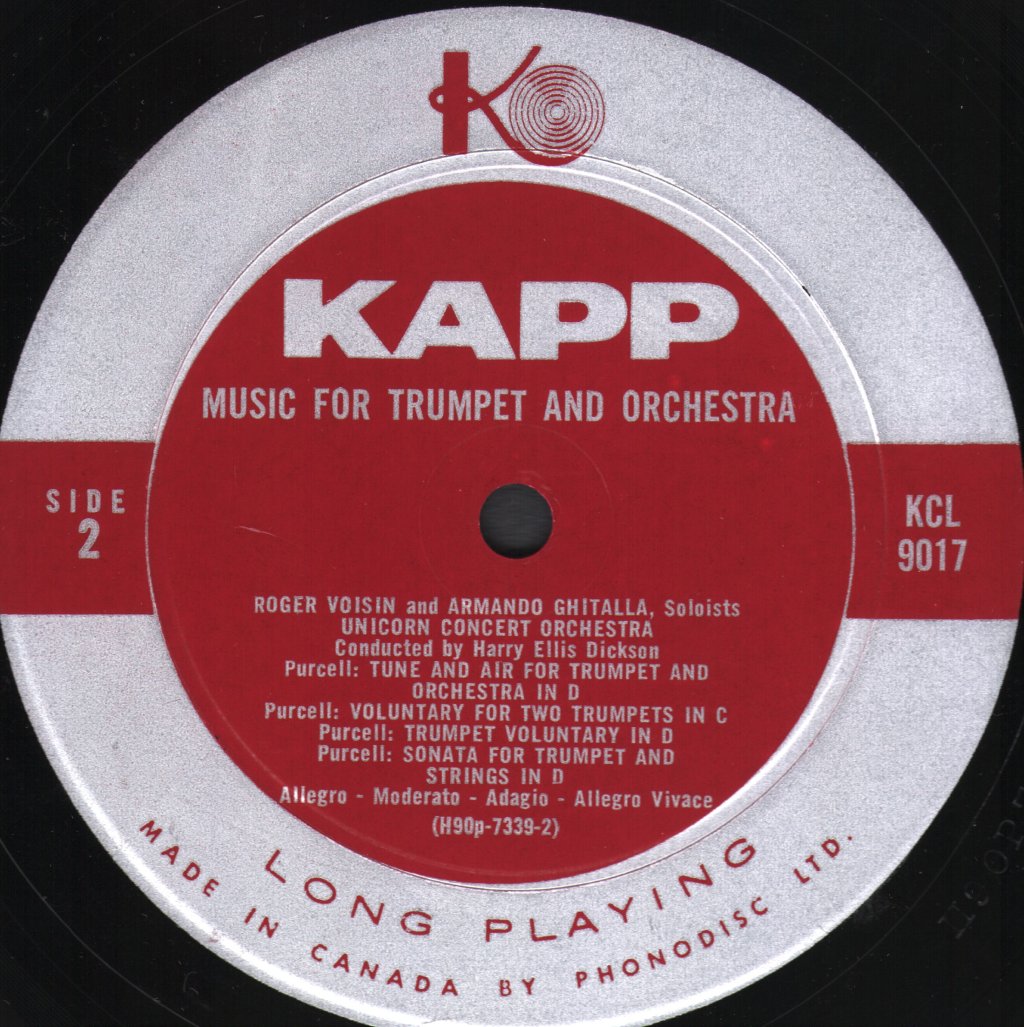 K
KAPP
MUSIC FOR TRUMPET AND ORCHESTRA
SIDE
2
KCL
9017
ROGER VOISIN and ARMANDO GHITALLA, Soloists
UNICORN CONCERT ORCHESTRA
Conducted by Harry Ellis Dickson
Purcell: TUNE AND AIR FOR TRUMPET AND
ORCHESTRA IN D
Purcell: VOLUNTARY FOR TWO TRUMPETS IN C
Purcell: TRUMPET VOLUNTARY IN D
Purcell: SONATA FOR TRUMPET AND
STRINGS IN D
Allegro - Moderato - Adagio - Allegro Vivace
(H90p-7339-2)
LONG PLAYING
MADE IN CANADA BY PHONODISC LTD.